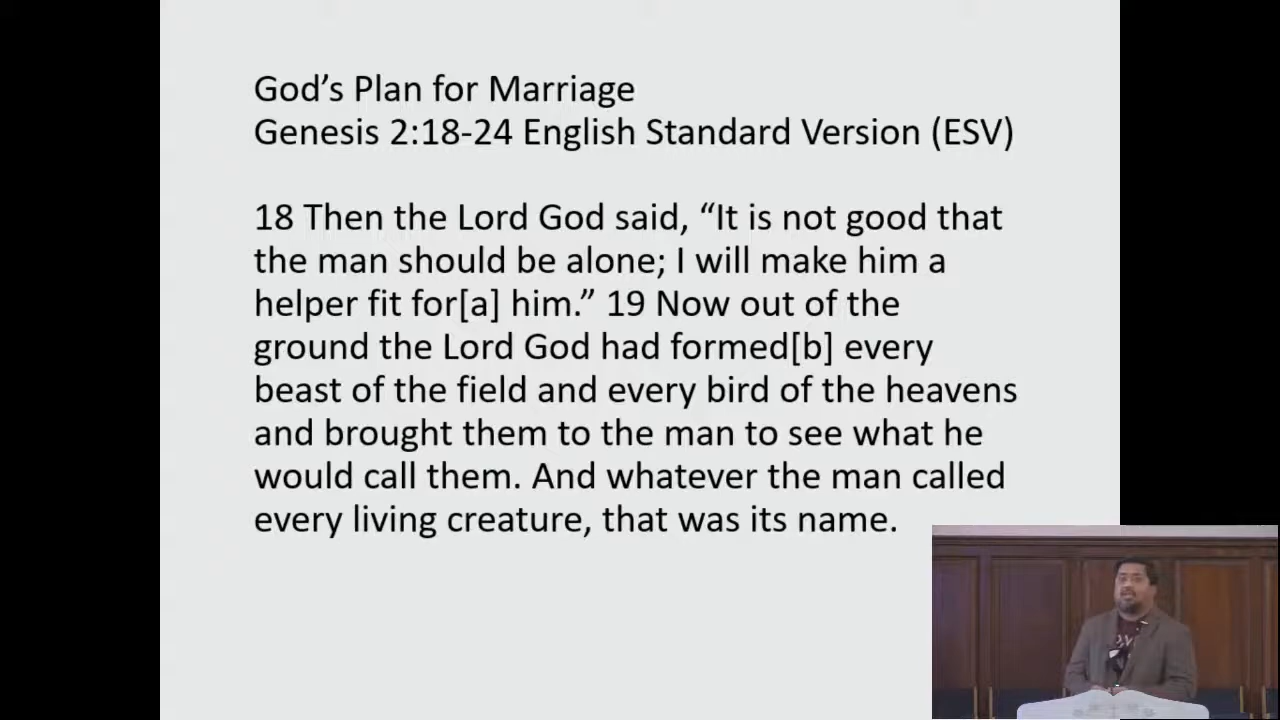 God’s Plan for Marriage
Genesis 2:18-24 English Standard Version (ESV)
18 Then the Lord God said, “It is not good that
the man should be alone; I will make him a
helper fit for[a] him.” 19 Now out of the
ground the Lord God had formed[b] every
beast of the field and every bird of the heavens
and brought them to the man to see what he
would call them. And whatever the man called
every living creature, that was its name.